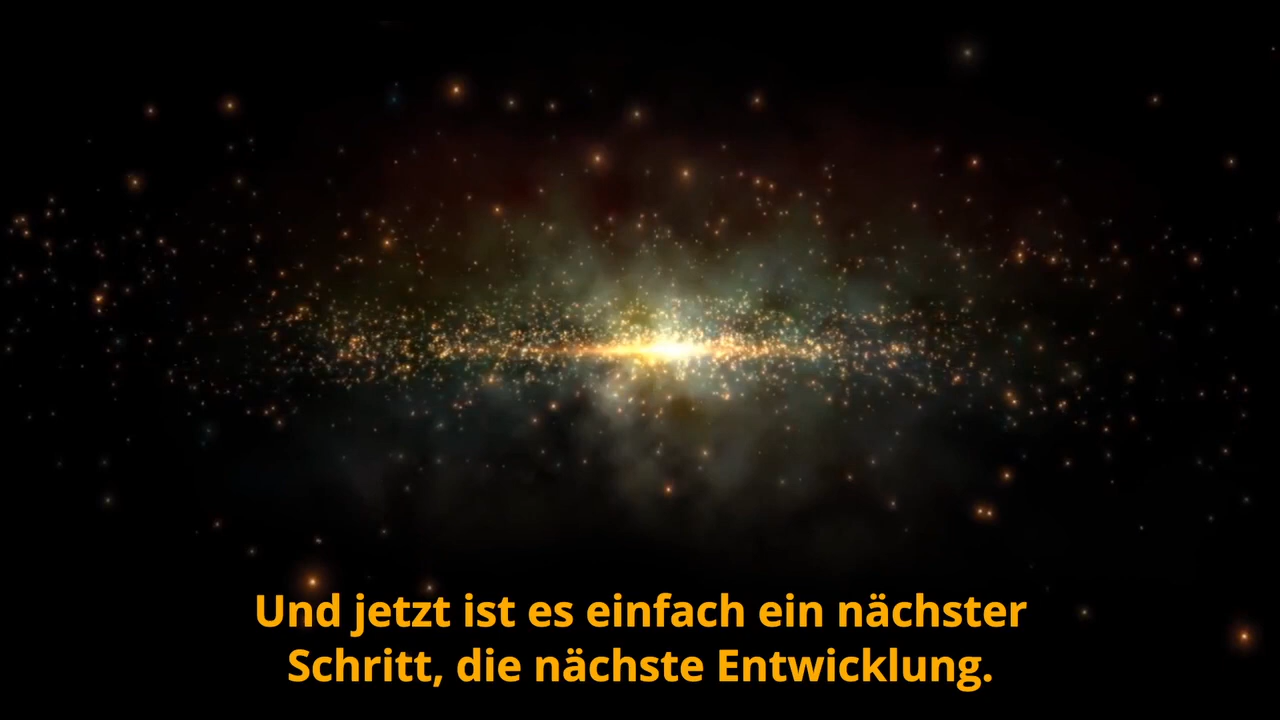 Und jetzt ist es einfach ein nächster
Schritt, die nächste Entwicklung.